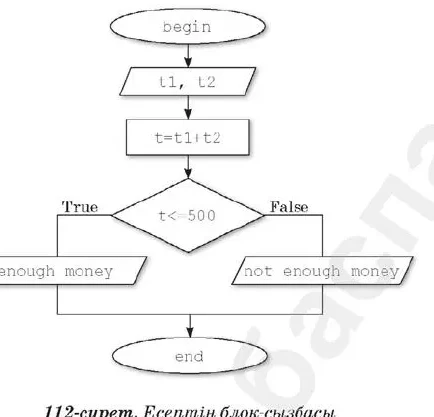 begin
t1, t2
t=t1+t2
True
False
t<=500
enough money
not enough money
end
112-сурет. Есептің блок-сызбасы
баспа